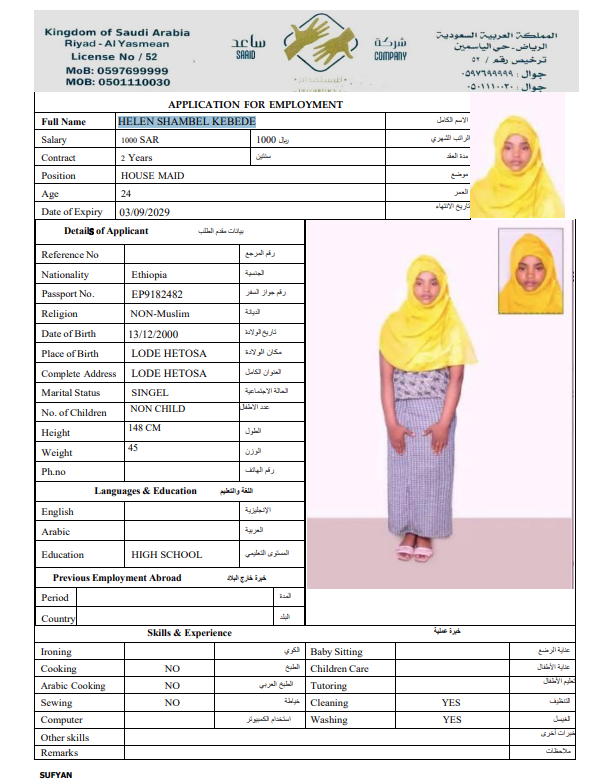 Kingdom of Saudi Arabia
Riyad - Al Yasmean
License No / 52
MoB: 0597699999
MOB: 0501110030
ساعد
SAAID
شركة
COMPANY
المملكة العربية السعودية
الرياض - حي الياسمين
ترخيص رقم / ٥٢
جوال : ٠٥٩٧٦٩٩٩٩٩
جوال : ٠٥٠١١١٠٠٣٠
APPLICATION FOR EMPLOYMENT
Full Name HELEN SHAMBEL KEBEDE الاسم الكامل
Salary 1000 SAR 1000 ريال الراتب الشهري
Contract 2 Years سنتين مدة العقد
Position HOUSE MAID موضع
Age 24 العمر
Date of Expiry 03/09/2029 تاريخ الانتهاء
Details of Applicant بيانات مقدم الطلب
Reference No رقم المرجع
Nationality Ethiopia الجنسية
Passport No. EP9182482 رقم جواز السفر
Religion NON-Muslim الديانة
Date of Birth 13/12/2000 تاريخ الولادة
Place of Birth LODE HETOSA مكان الولادة
Complete Address LODE HETOSA العنوان الكامل
Marital Status SINGEL الحالة الاجتماعية
No. of Children NON CHILD عدد الاطفال
Height 148 CM الطول
Weight 45 الوزن
Ph.no رقم الهاتف
Languages & Education اللغة والتعليم
English الإنجليزية
Arabic العربية
Education HIGH SCHOOL المستوى التعليمي
Previous Employment Abroad خبرة خارج البلاد
Period المدة
Country البلد
Skills & Experience خبرة عملية
Ironing الكوي Baby Sitting عناية الرضع
Cooking NO الطبخ Children Care عناية الأطفال
Arabic Cooking NO الطبخ العربي Tutoring تعليم الأطفال
Sewing NO خياطة Cleaning YES التنظيف
Computer استخدام الكمبيوتر Washing YES الغسيل
Other skills خبرات أخرى
Remarks ملاحظات
SUFYAN